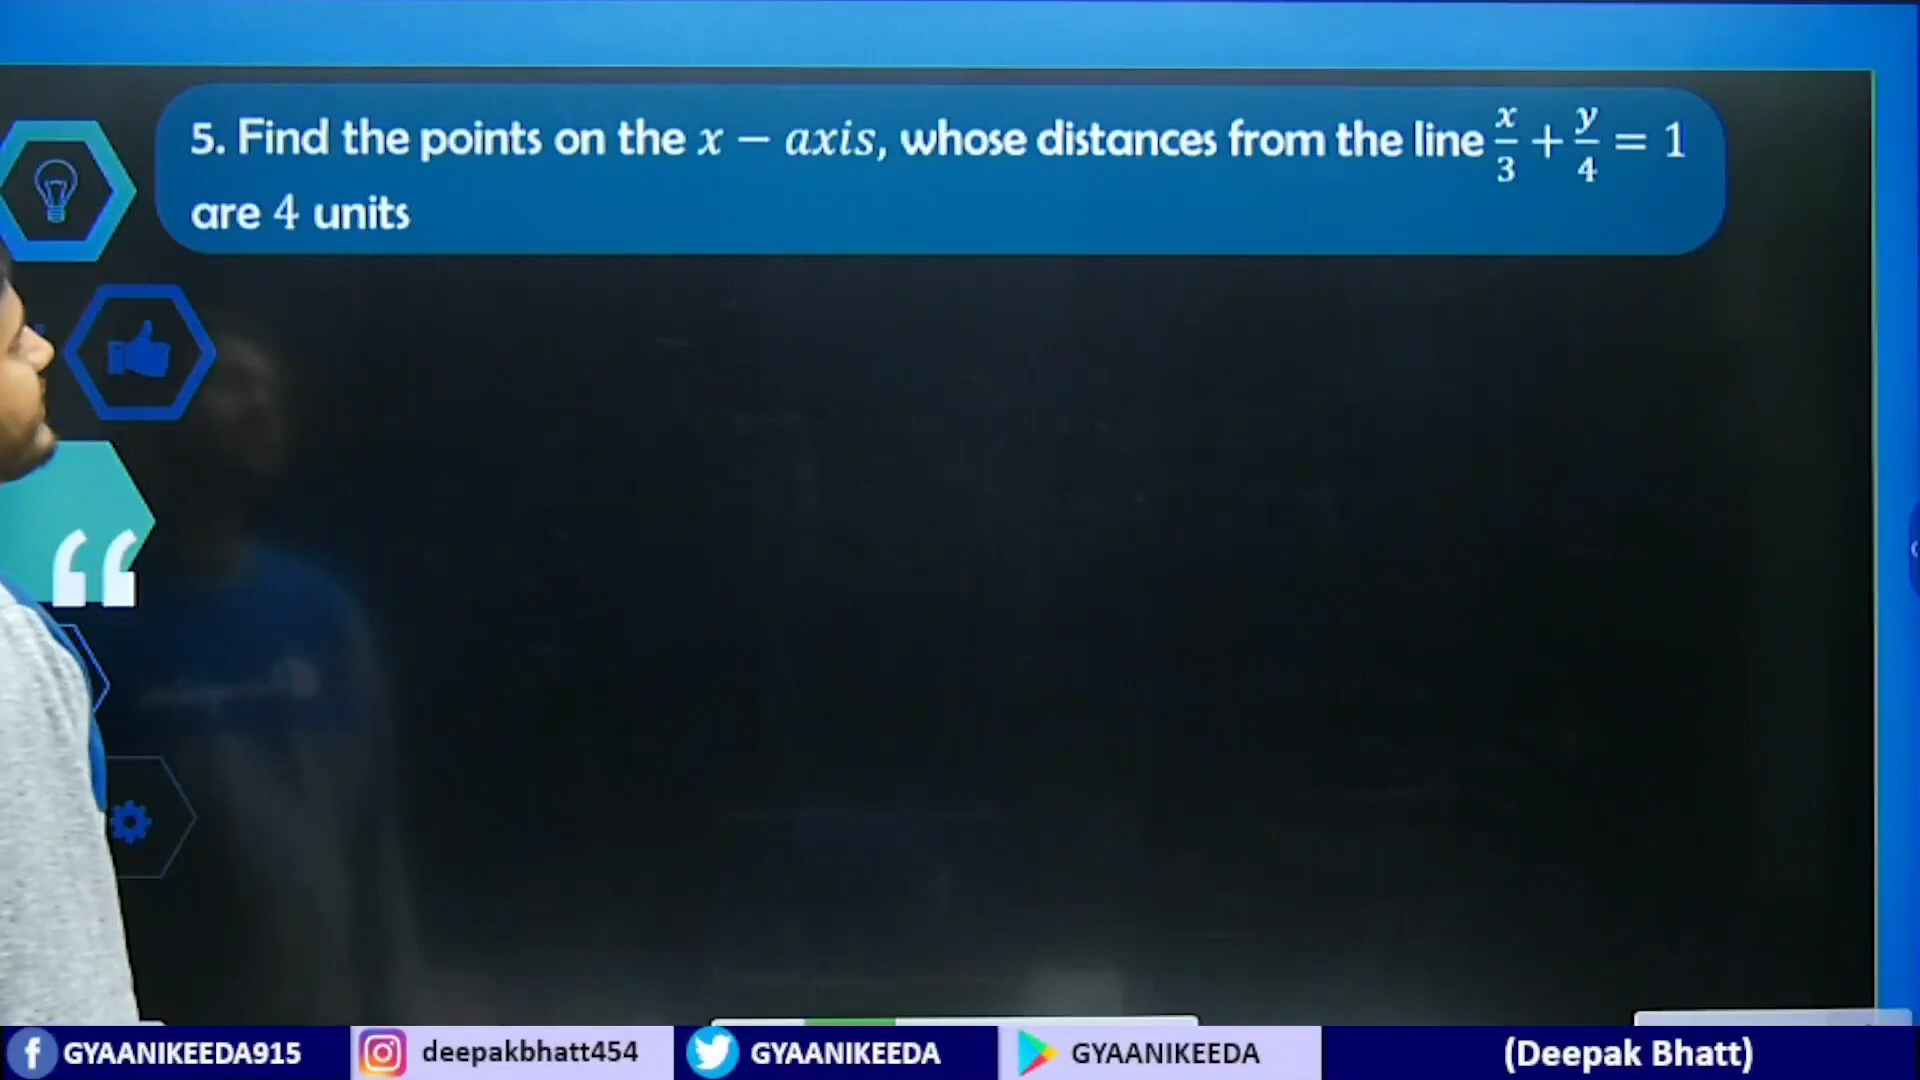 5. Find the points on the x − axis, whose distances from the line x/3 + y/4 = 1
are 4 units
“
GYAANIKEEDA915
deepakbhatt454
GYAANIKEEDA
GYAANIKEEDA
(Deepak Bhatt)